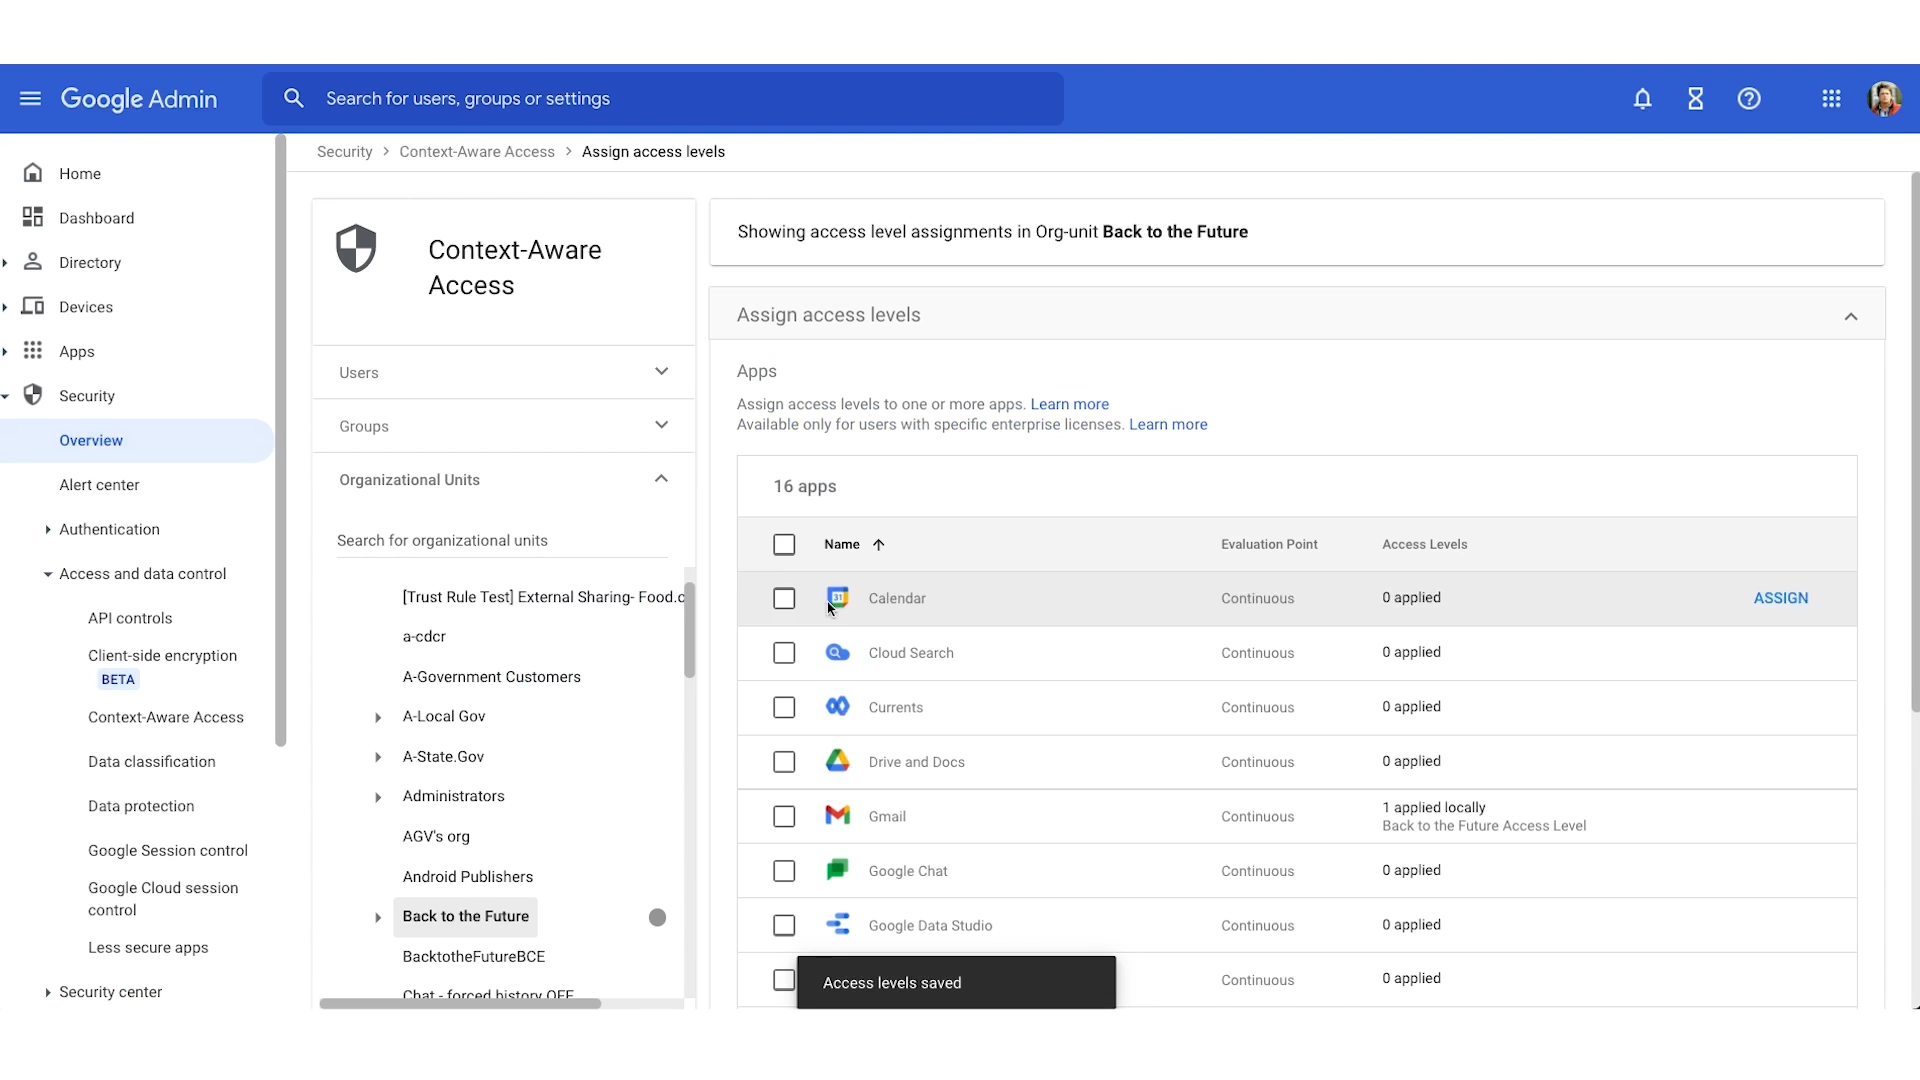 Google Admin
Search for users, groups or settings
Home
Dashboard
Directory
Devices
Apps
Security
Overview
Alert center
Authentication
Access and data control
API controls
Client-side encryption
BETA
Context-Aware Access
Data classification
Data protection
Google Session control
Google Cloud session
control
Less secure apps
Security center
Security > Context-Aware Access > Assign access levels
Context-Aware
Access
Users
Groups
Organizational Units
Search for organizational units
[Trust Rule Test] External Sharing- Food.c
a-cdcr
A-Government Customers
A-Local Gov
A-State.Gov
Administrators
AGV's org
Android Publishers
Back to the Future
BacktotheFutureBCE
Chat - forced history OFF
Showing access level assignments in Org-unit Back to the Future
Assign access levels
Apps
Assign access levels to one or more apps. Learn more
Available only for users with specific enterprise licenses. Learn more
16 apps
Name Evaluation Point Access Levels
31 Calendar Continuous 0 applied ASSIGN
Cloud Search Continuous 0 applied
Currents Continuous 0 applied
Drive and Docs Continuous 0 applied
Gmail Continuous 1 applied locally
Back to the Future Access Level
Google Chat Continuous 0 applied
Google Data Studio Continuous 0 applied
Continuous 0 applied
Access levels saved